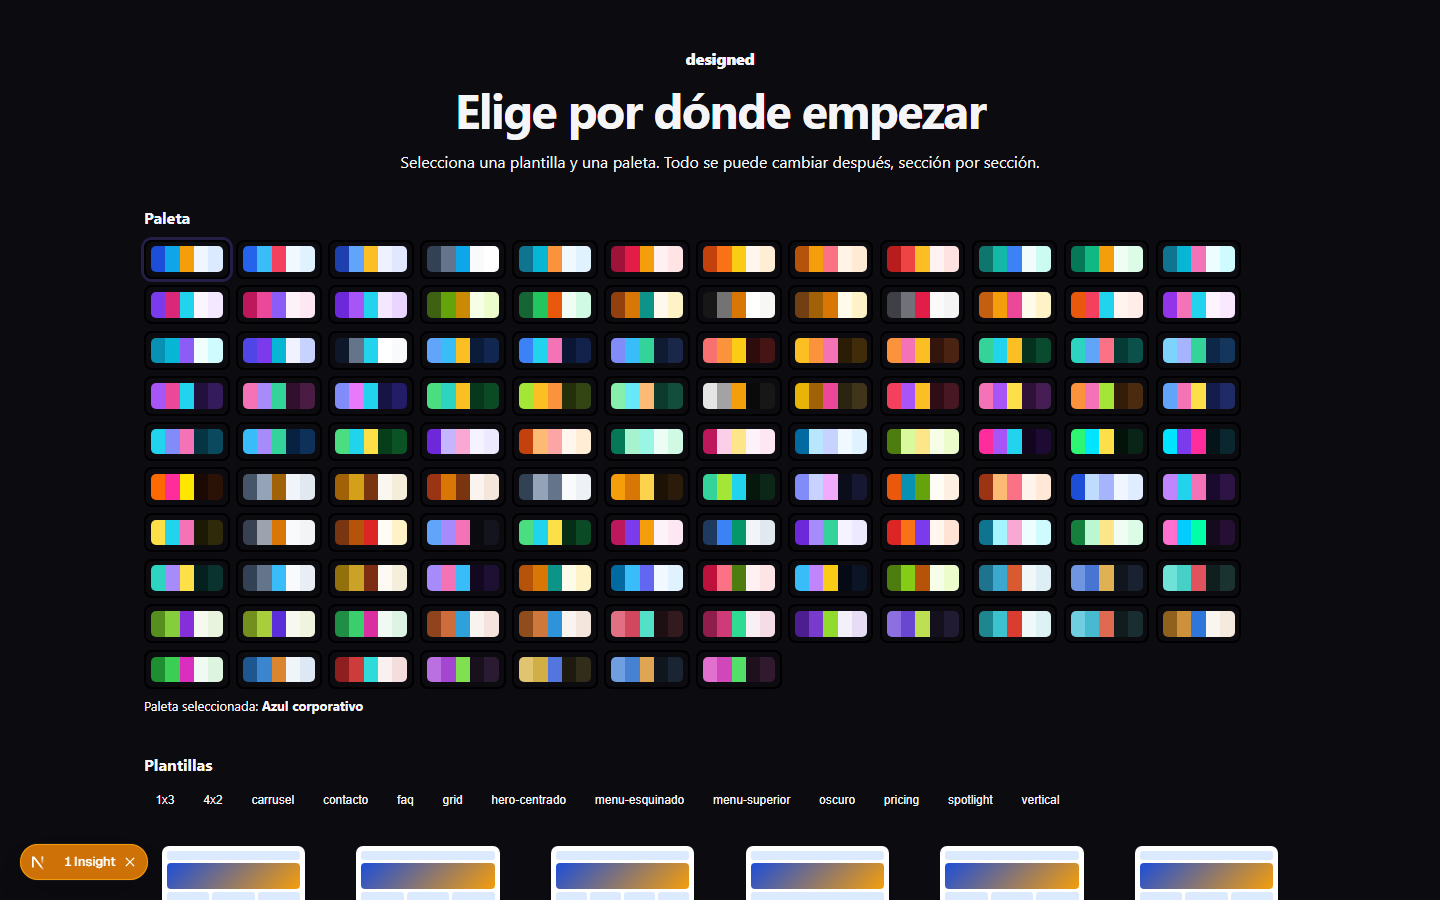 designed
Elige por dónde empezar
Selecciona una plantilla y una paleta. Todo se puede cambiar después, sección por sección.
Paleta
Paleta seleccionada: Azul corporativo
Plantillas
1x3 4x2 carrusel contacto faq grid hero-centrado menu-esquinado menu-superior oscuro pricing spotlight vertical
1 Insight